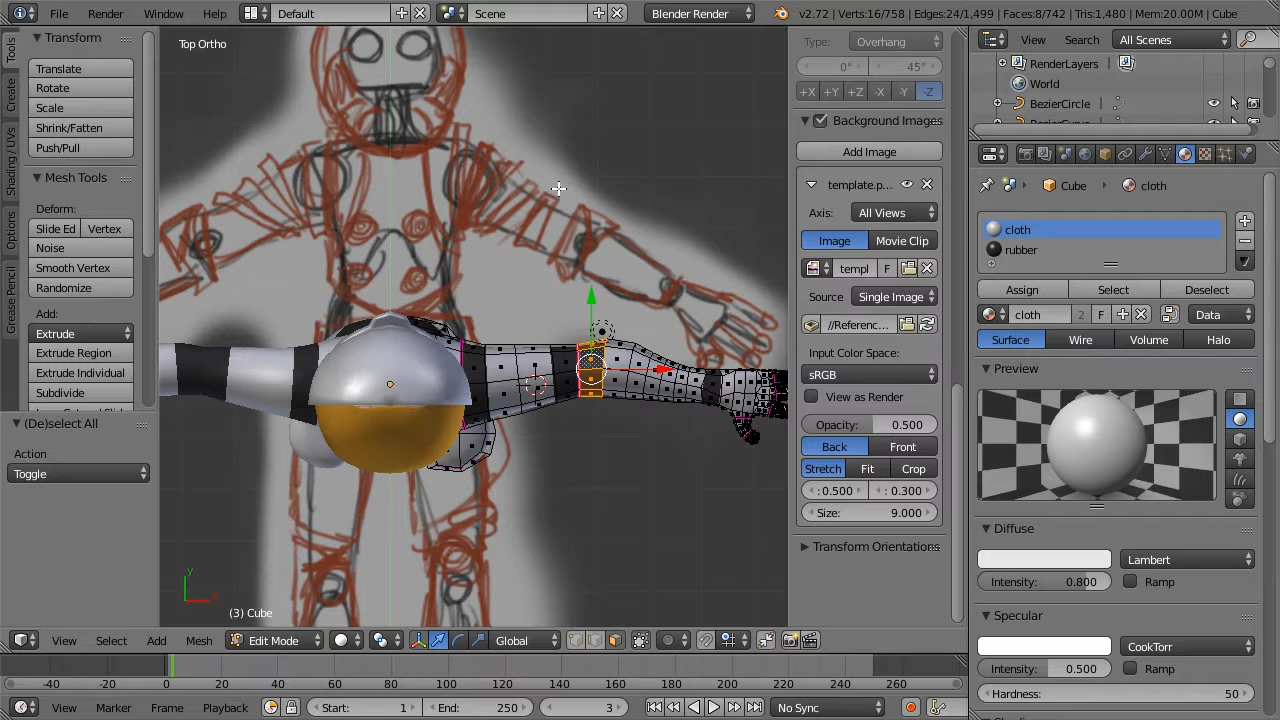 File Render Window Help Default Scene Blender Render v2.72 | Verts:16/758 | Edges:24/1,499 | Faces:8/742 | Tris:1,480 | Mem:20.00M | Cube
Tools
Create
Shading/UVs
Options
Grease Pencil
Transform
Translate
Rotate
Scale
Shrink/Fatten
Push/Pull
Mesh Tools
Deform:
Slide Ed Vertex
Noise
Smooth Vertex
Randomize
Add:
Extrude
Extrude Region
Extrude Individual
Subdivide
(De)select All
Action
Toggle
Top Ortho
y
x
(3) Cube
Type: Overhang
0° 45°
+X +Y +Z -X -Y -Z
Background Images
Add Image
template.p...
Axis: All Views
Image Movie Clip
templ F
Source Single Image
//Referenc...
Input Color Space:
sRGB
View as Render
Opacity: 0.500
Back Front
Stretch Fit Crop
: 0.500 : 0.300
Size: 9.000
Transform Orientations
View Search All Scenes
RenderLayers
World
BezierCircle
Cube cloth
cloth
rubber
Assign Select Deselect
cloth 2 F Data
Surface Wire Volume Halo
Preview
Diffuse
Lambert
Intensity: 0.800 Ramp
Specular
CookTorr
Intensity: 0.500 Ramp
Hardness: 50
View Select Add Mesh Edit Mode Global
-40 -20 0 20 40 60 80 100 120 140 160 180 200 220 240 260
View Marker Frame Playback Start: 1 End: 250 3 No Sync